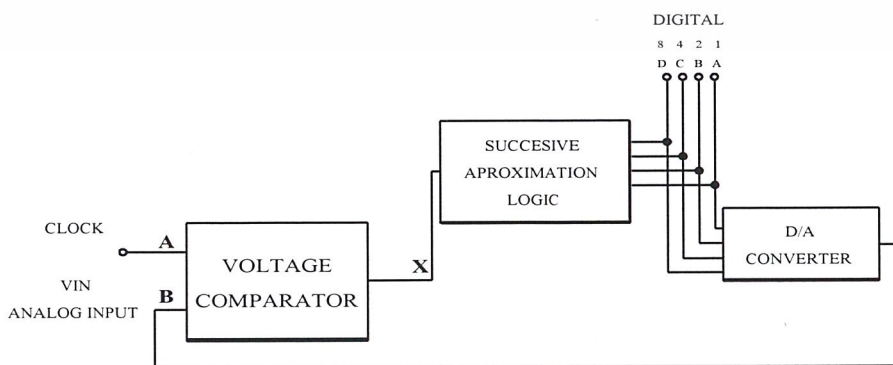 DIGITAL
8 4 2 1
D C B A
SUCCESIVE
APROXIMATION
LOGIC
D/A
CONVERTER
CLOCK
A
VOLTAGE
COMPARATOR
X
VIN
ANALOG INPUT
B